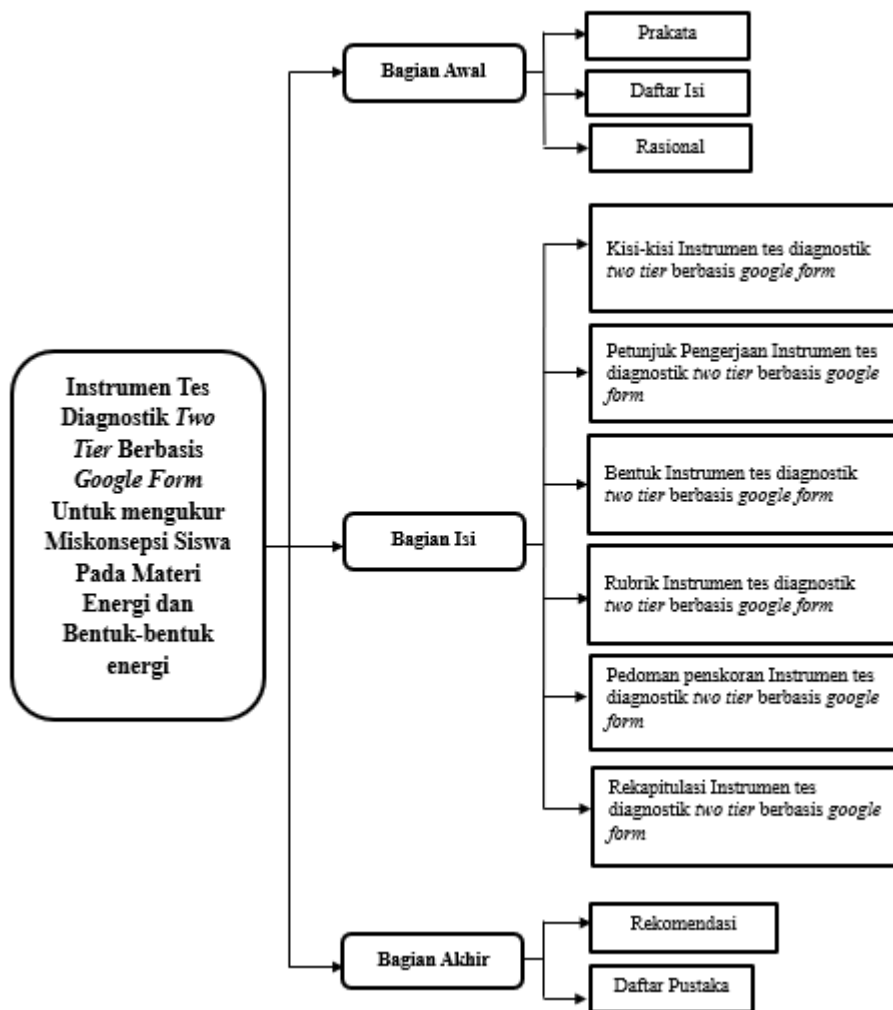 Instrumen Tes
Diagnostik Two
Tier Berbasis
Google Form
Untuk mengukur
Miskonsepsi Siswa
Pada Materi
Energi dan
Bentuk-bentuk
energi
Bagian Awal
Prakata
Daftar Isi
Rasional
Bagian Isi
Kisi-kisi Instrumen tes diagnostik
two tier berbasis google form
Petunjuk Pengerjaan Instrumen tes
diagnostik two tier berbasis google
form
Bentuk Instrumen tes diagnostik
two tier berbasis google form
Rubrik Instrumen tes diagnostik
two tier berbasis google form
Pedoman penskoran Instrumen tes
diagnostik two tier berbasis google
form
Rekapitulasi Instrumen tes
diagnostik two tier berbasis google
form
Bagian Akhir
Rekomendasi
Daftar Pustaka